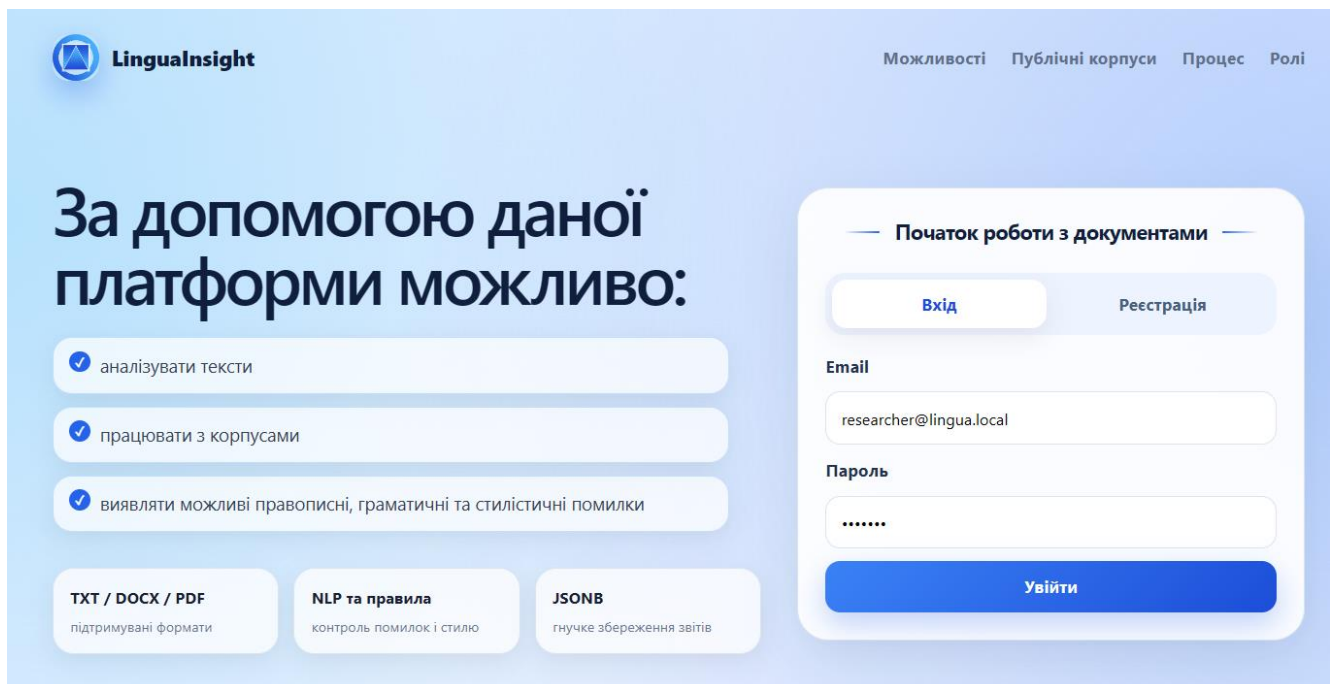 LinguaInsight
Можливості Публічні корпуси Процес Ролі
За допомогою даної
платформи можливо:
аналізувати тексти
працювати з корпусами
виявляти можливі правописні, граматичні та стилістичні помилки
TXT / DOCX / PDF
підтримувані формати
NLP та правила
контроль помилок і стилю
JSONB
гнучке збереження звітів
Початок роботи з документами
Вхід Реєстрація
Email
researcher@lingua.local
Пароль
•••••••
Увійти